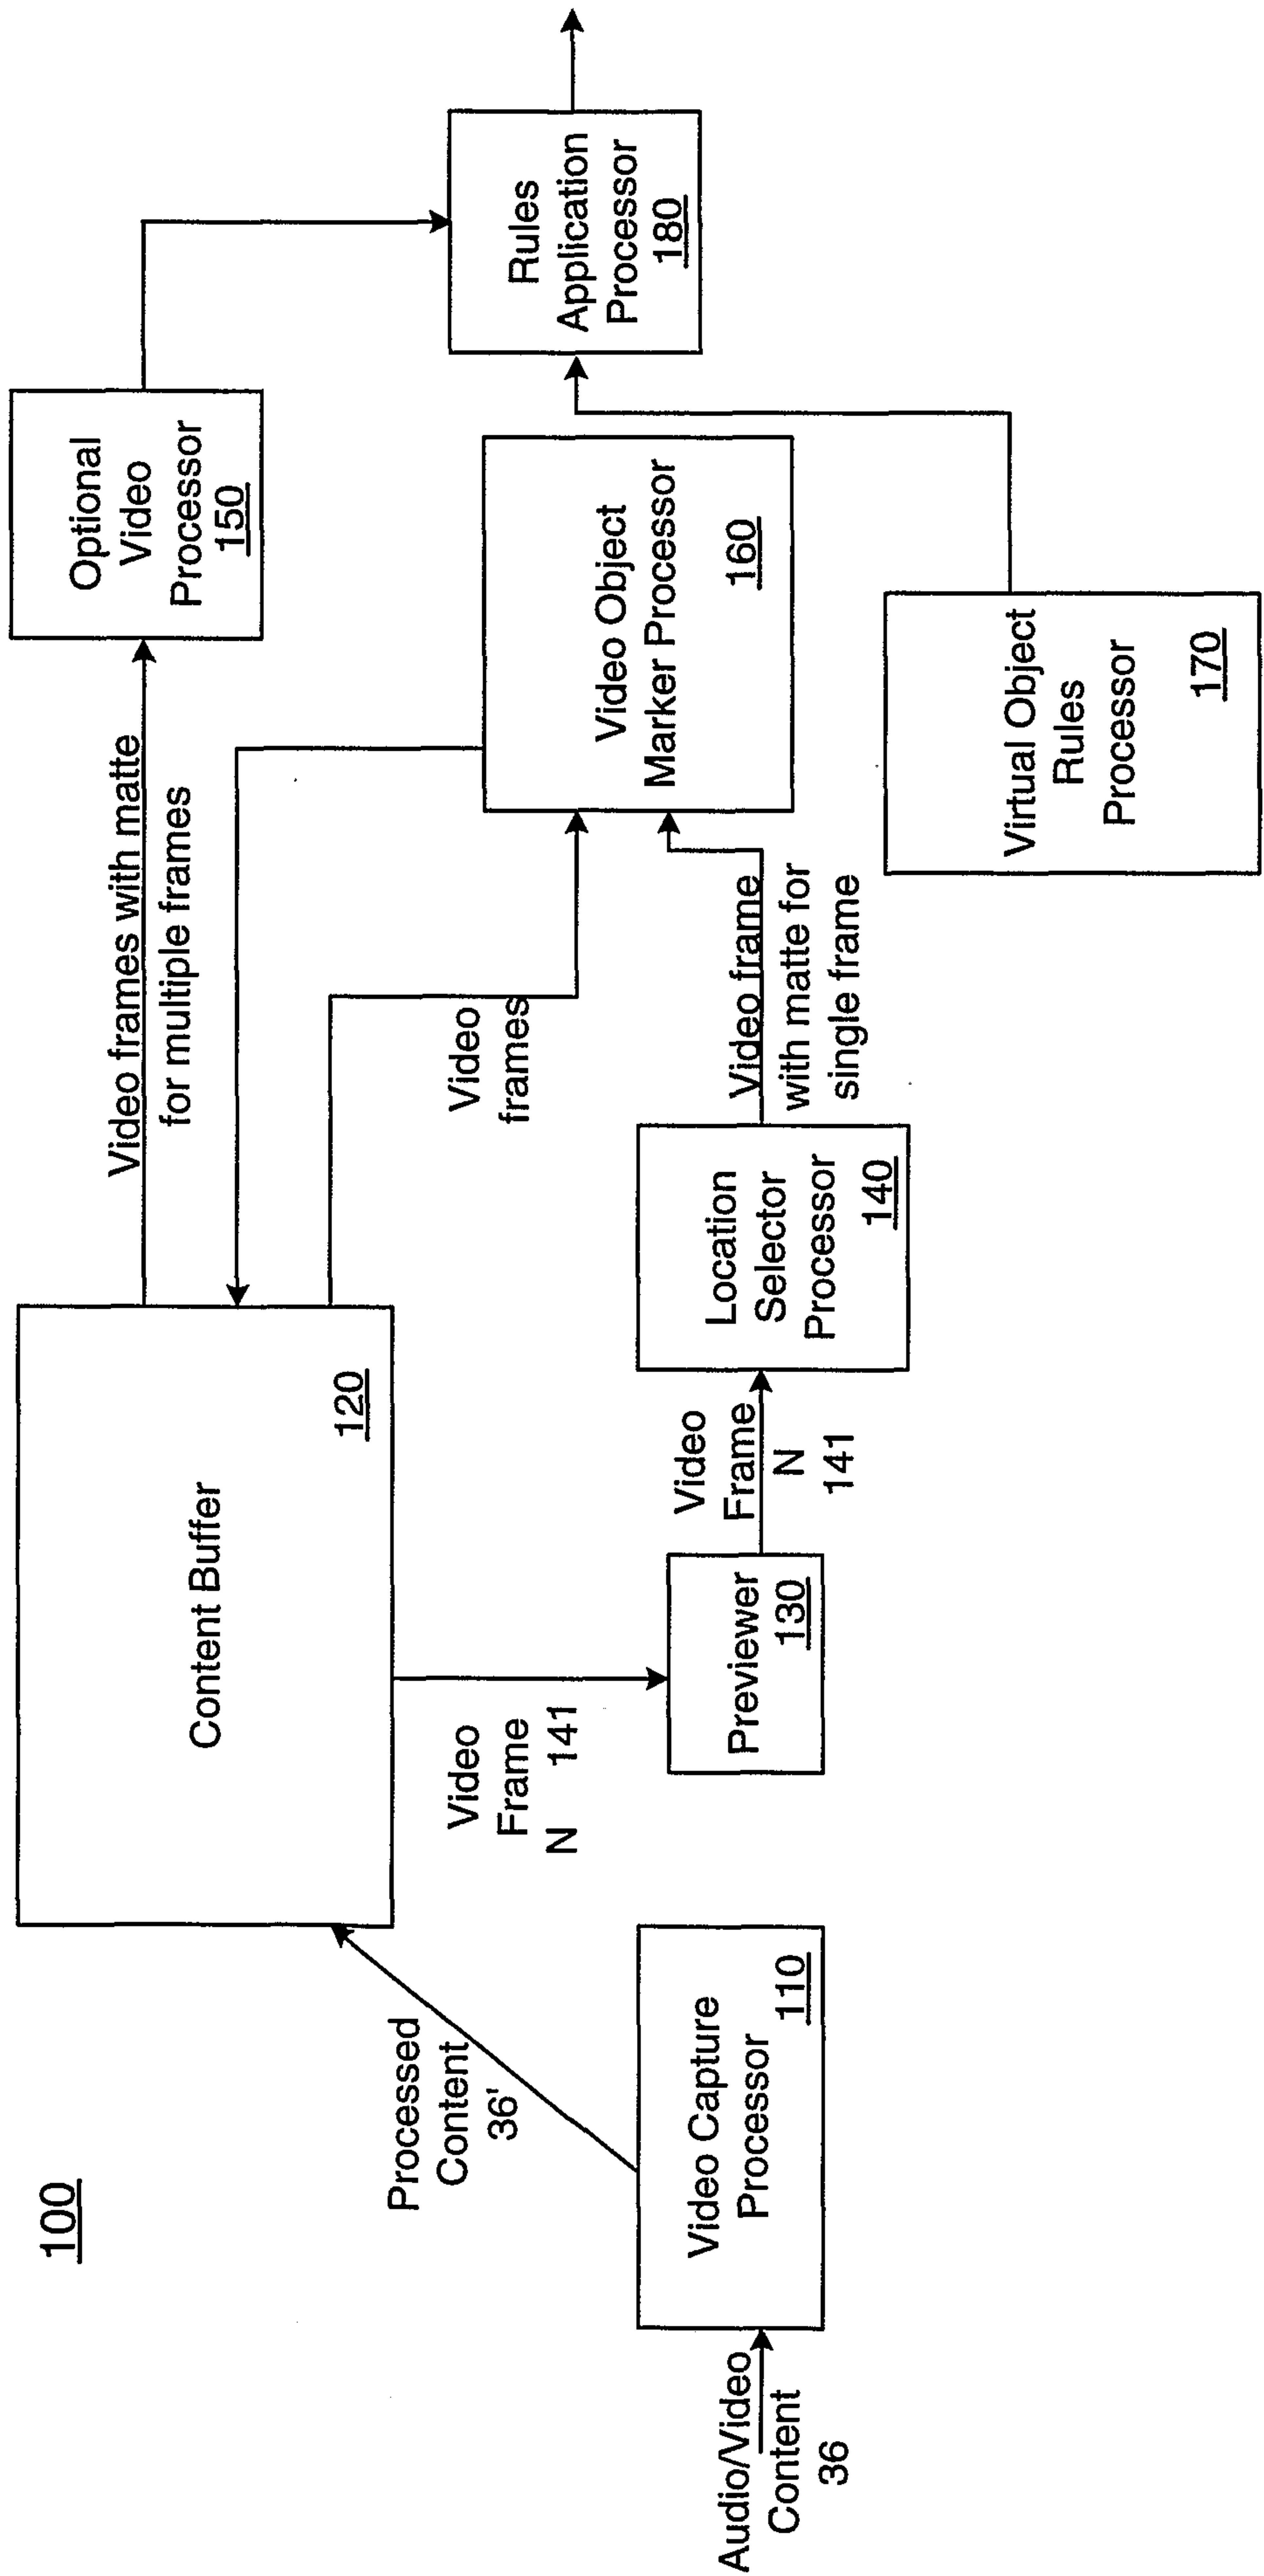 100
Audio/Video
Content
36
Video Capture
Processor
110
Processed
Content
36'
Content Buffer
120
Video
Frame
N 141
Previewer
130
Video
Frame
N
141
Location
Selector
Processor
140
Video frame
with matte for
single frame
Video
frames
Video frames with matte
for multiple frames
Optional
Video
Processor
150
Video Object
Marker Processor
160
Virtual Object
Rules
Processor
170
Rules
Application
Processor
180